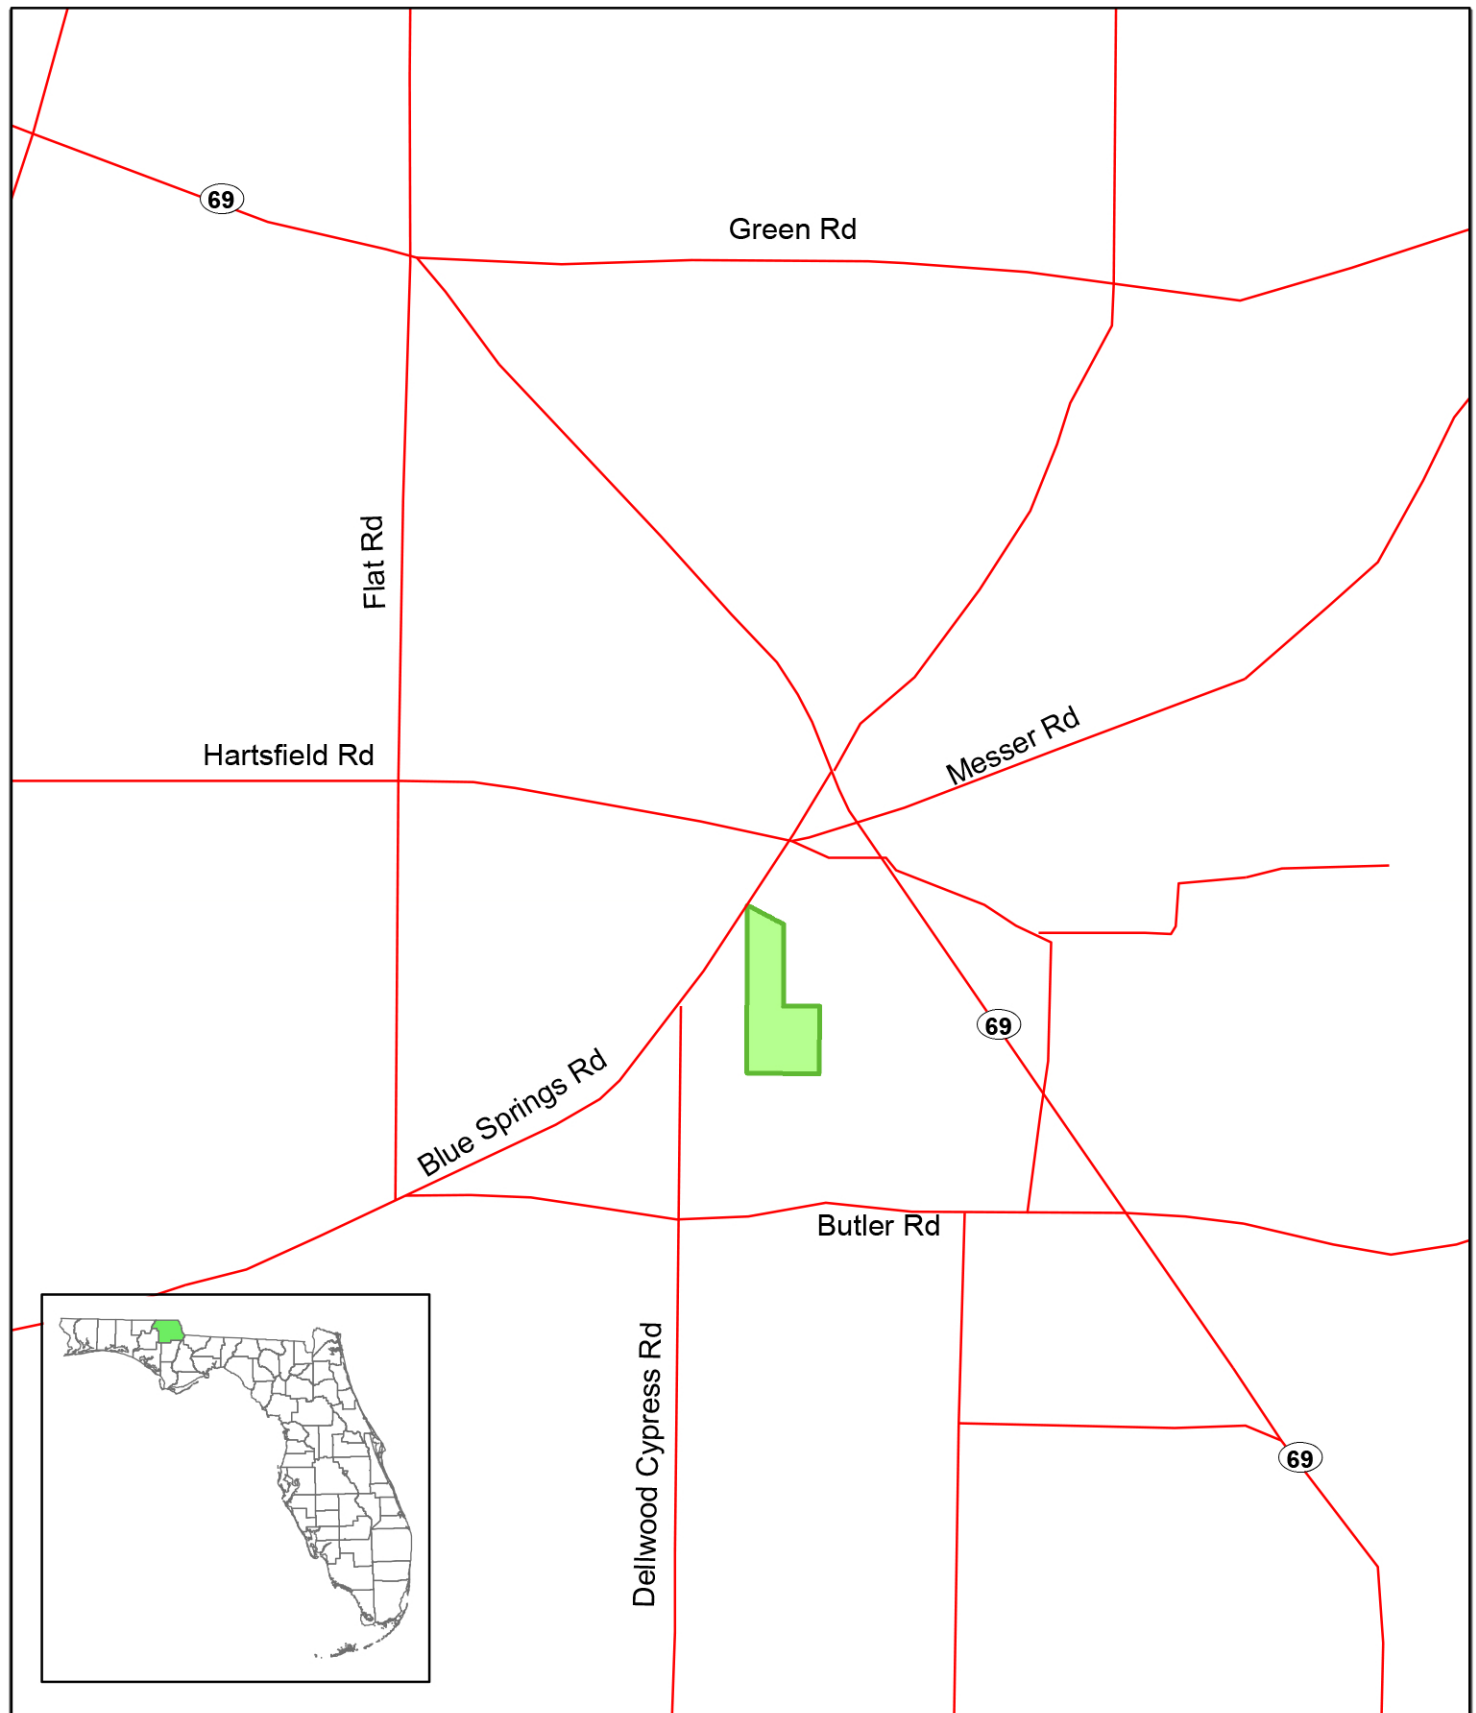 69
Green Rd
Flat Rd
Hartsfield Rd
Messer Rd
69
Blue Springs Rd
Butler Rd
Dellwood Cypress Rd
69